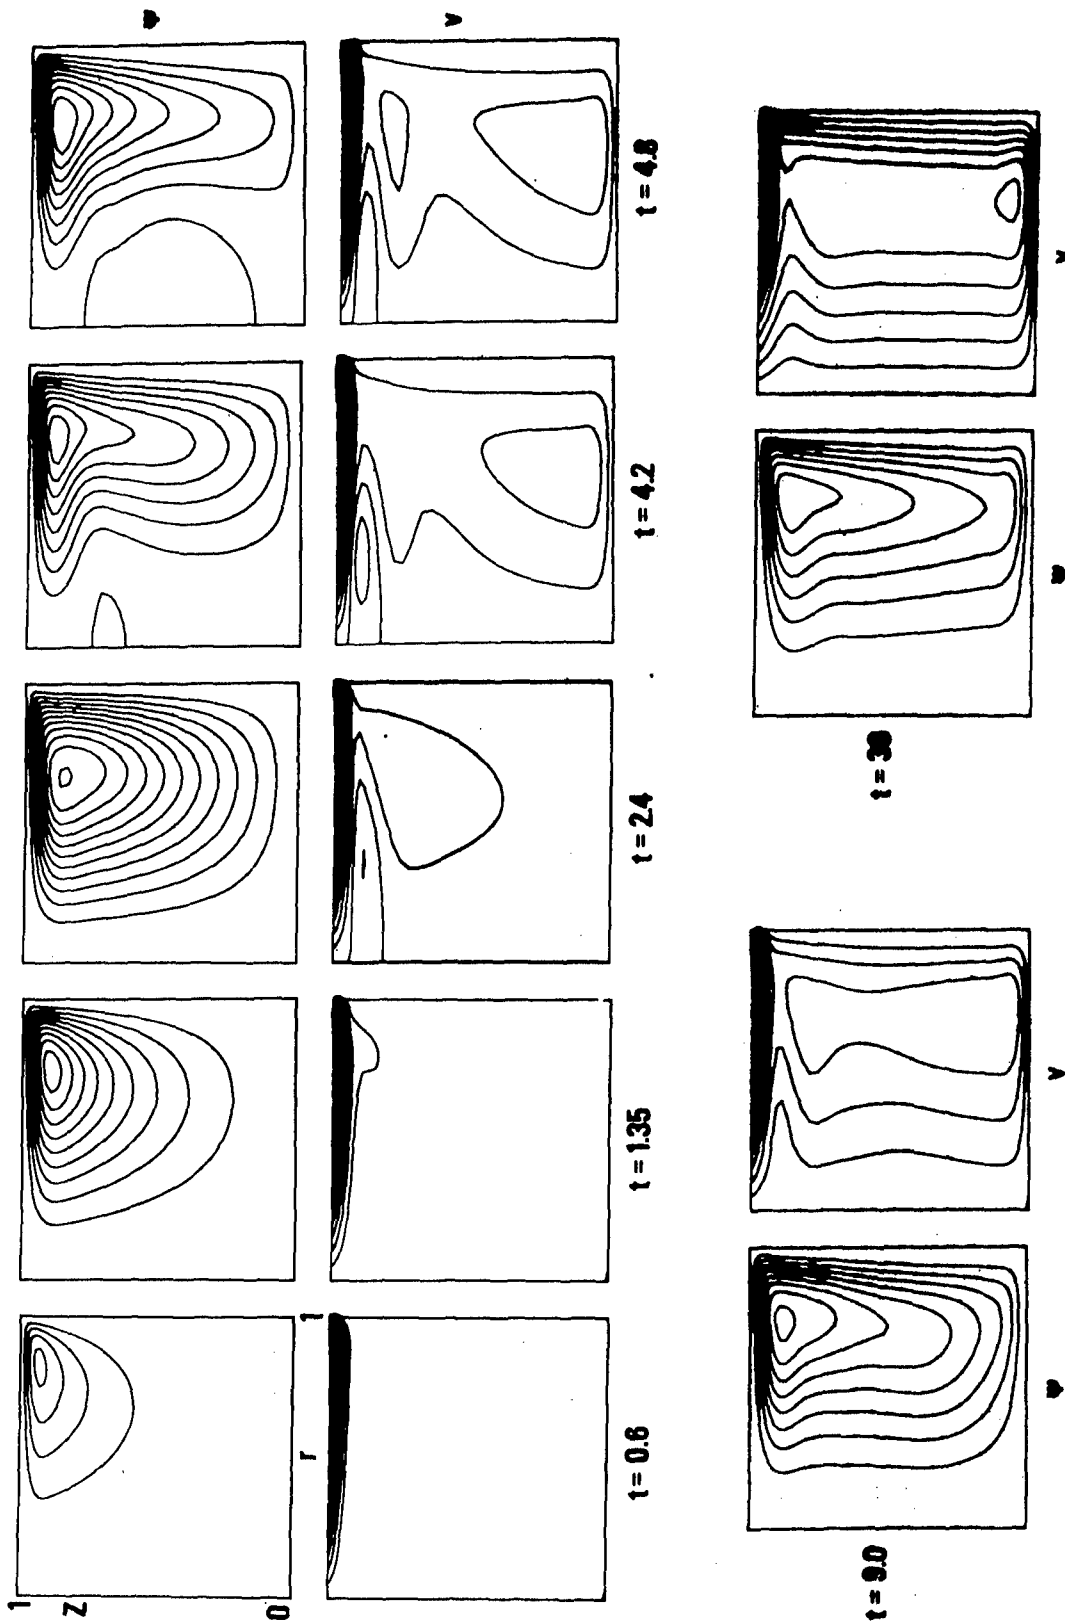 1
Z
0
r 1
ψ
v
t = 0.6
t = 1.35
t = 2.4
t = 4.2
t = 4.8
t = 9.0
ψ
v
t =
ψ
v